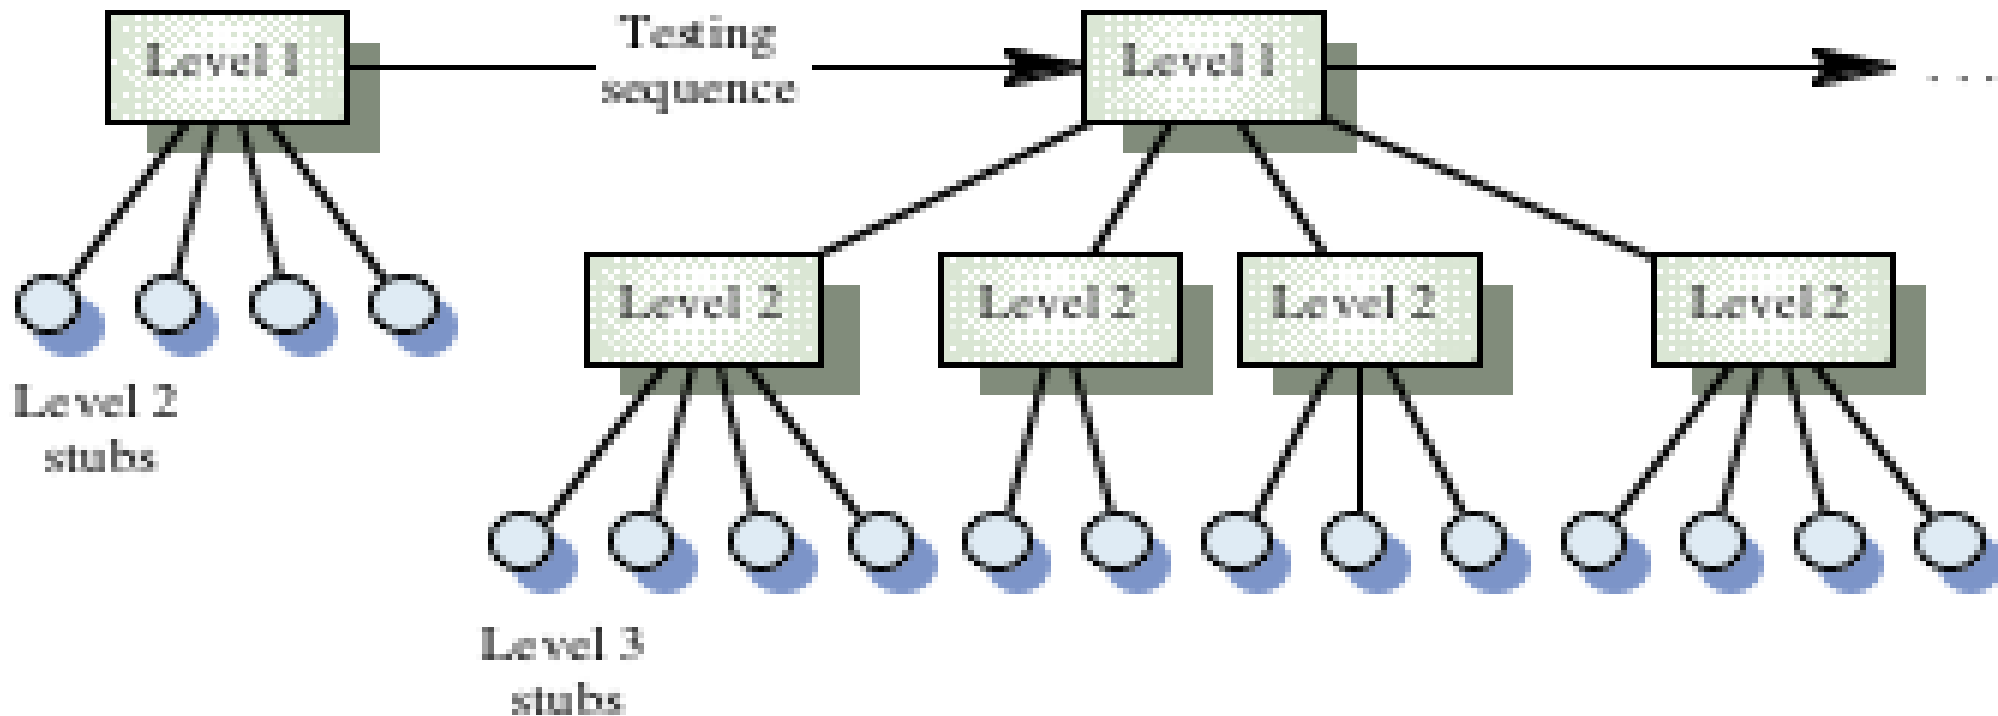 Level 1
Testing
sequence
Level 1
. . .
Level 2
Level 2
Level 2
Level 2
Level 2
stubs
Level 3
stubs